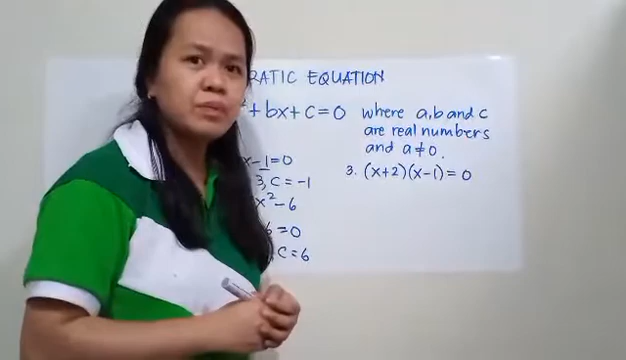 RATIC EQUATION
² + bx + c = 0 where a, b and c
are real numbers
and a ≠ 0.
x - 1 = 0
3, c = -1
x² - 6
6 = 0
c = 6
3. (x+2)(x-1) = 0